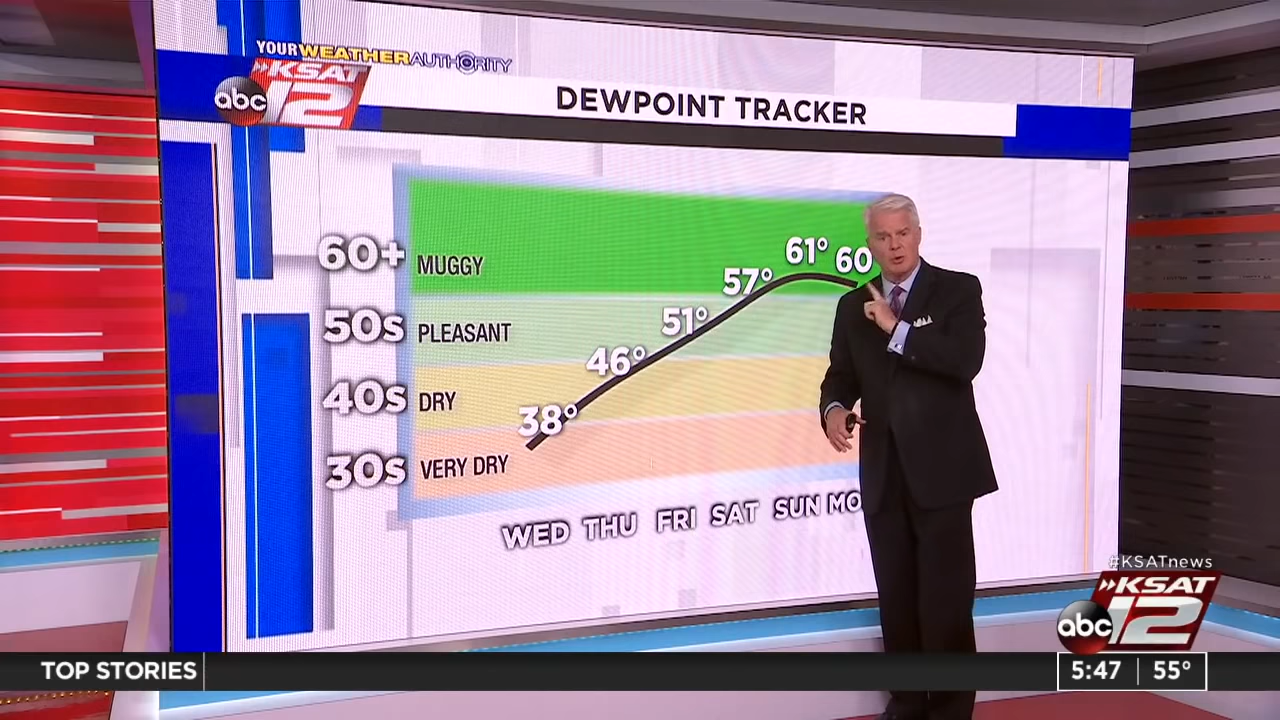 YOUR WEATHER AUTHORITY
KSAT
abc 12
DEWPOINT TRACKER
60+ MUGGY
50s PLEASANT
40s DRY
30s VERY DRY
38° 46° 51° 57° 61° 60
WED THU FRI SAT SUN MO
#KSATnews
KSAT
abc 12
TOP STORIES
5:47 55°